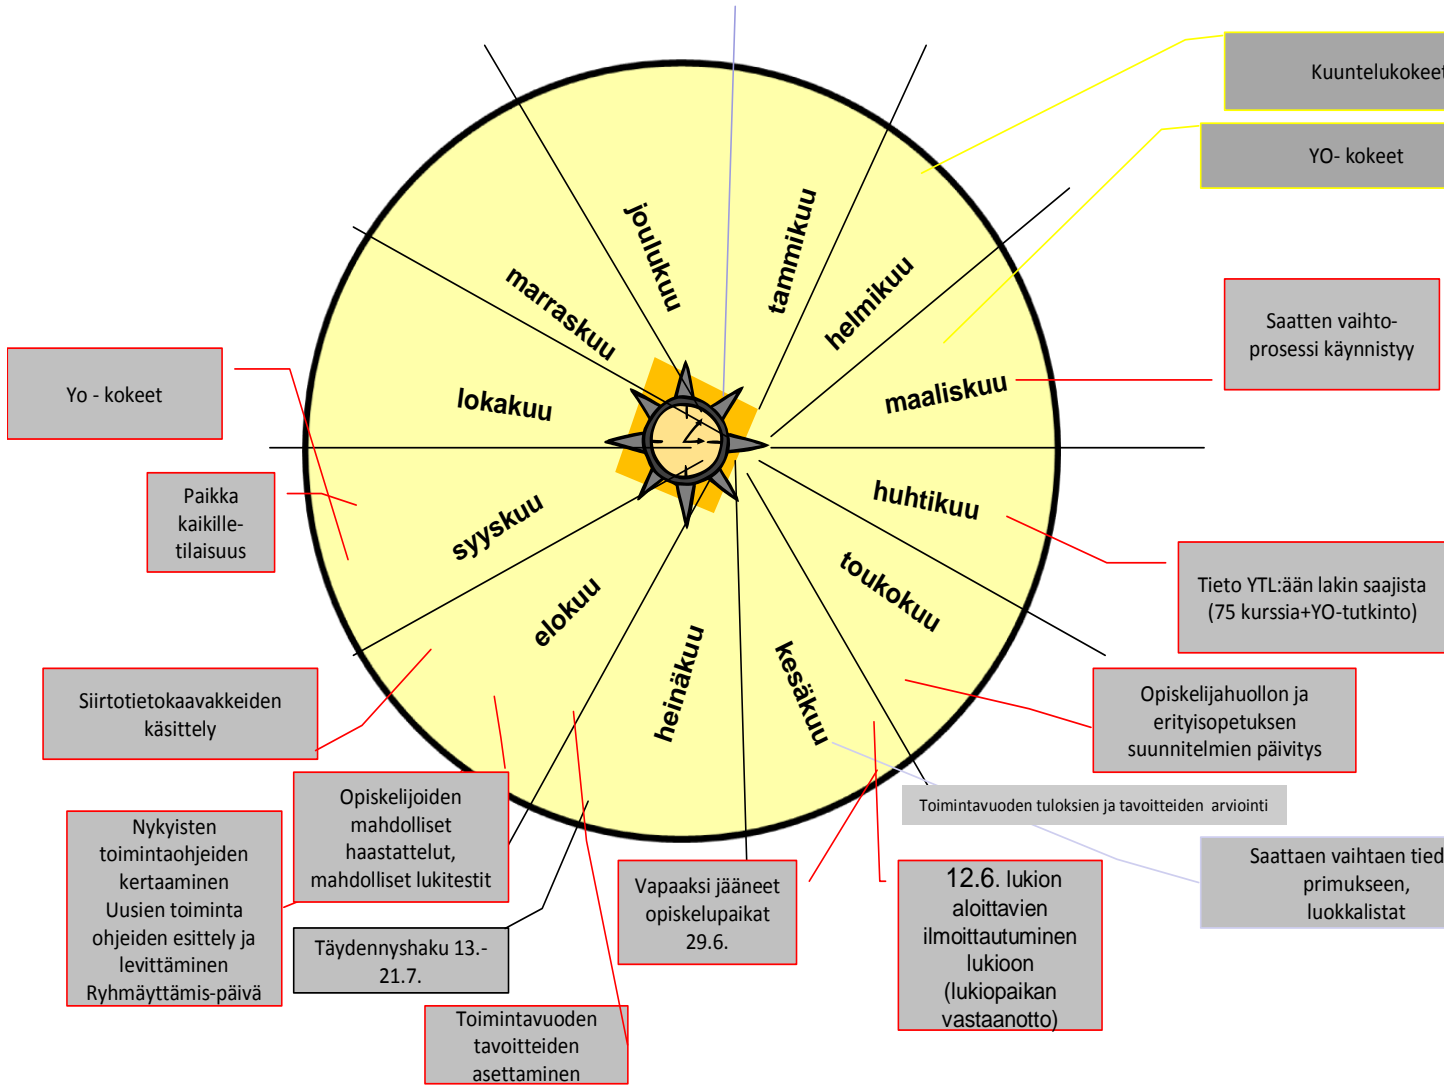 Kuuntelukokeet
YO- kokeet
Saatten vaihto-
prosessi käynnistyy
Tieto YTL:ään lakin saajista
(75 kurssia+YO-tutkinto)
Opiskelijahuollon ja
erityisopetuksen
suunnitelmien päivitys
Toimintavuoden tuloksien ja tavoitteiden arviointi
Saattaen vaihtaen tied
primukseen,
luokkalistat
12.6. lukion
aloittavien
ilmoittautuminen
lukioon
(lukiopaikan
vastaanotto)
Vapaaksi jääneet
opiskelupaikat
29.6.
Toimintavuoden
tavoitteiden
asettaminen
Täydennyshaku 13.-
21.7.
Opiskelijoiden
mahdolliset
haastattelut,
mahdolliset lukitestit
Nykyisten
toimintaohjeiden
kertaaminen
Uusien toiminta
ohjeiden esittely ja
levittäminen
Ryhmäyttämis-päivä
Siirtotietokaavakkeiden
käsittely
Paikka
kaikille-
tilaisuus
Yo - kokeet
tammikuu
helmikuu
maaliskuu
huhtikuu
toukokuu
kesäkuu
heinäkuu
elokuu
syyskuu
lokakuu
marraskuu
joulukuu